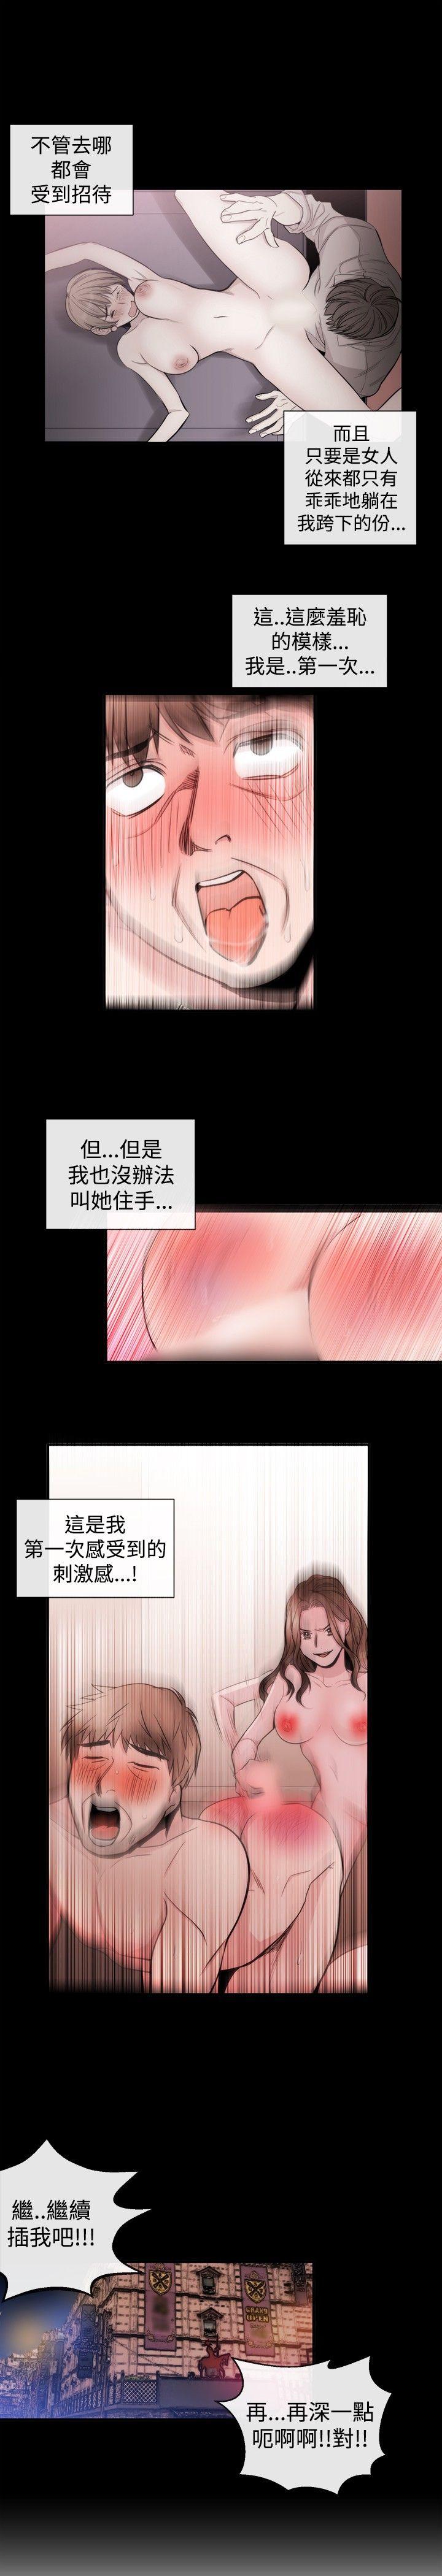 不管去哪
都會
受到招待
而且
只要是女人
從來都只有
乖乖地躺在
我跨下的份...
這..這麼羞恥
的模樣...
我是..第一次...
但...但是
我也沒辦法
叫她住手...
這是我
第一次感受到的
刺激感...!
繼..繼續
插我吧!!!
GRAND
OPEN
再...再深一點
呃啊啊!!對!!